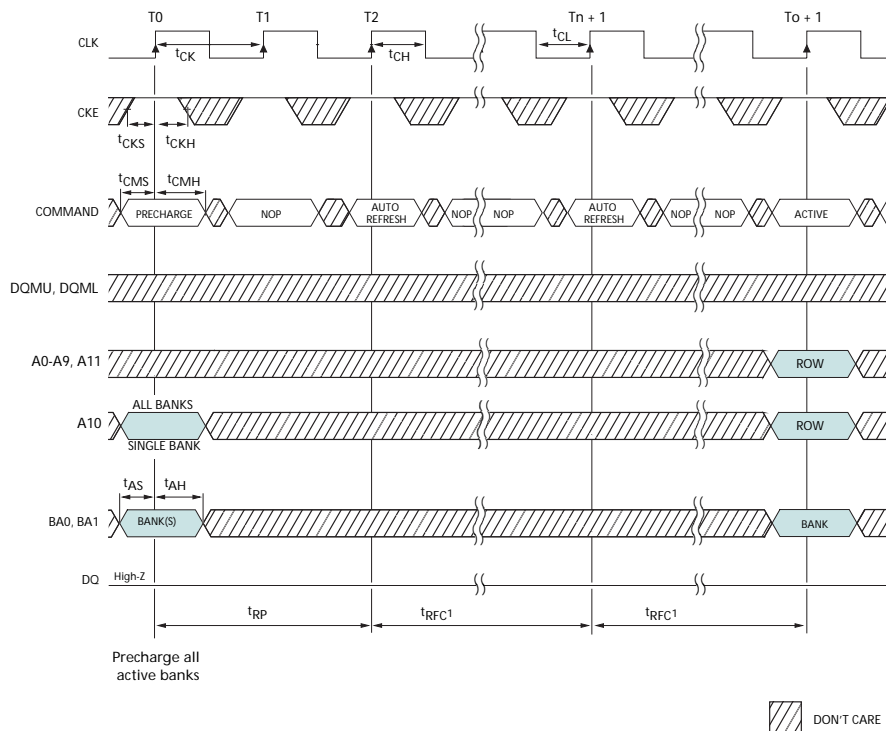 T0 T1 T2 Tn + 1 To + 1
CLK tCK tCH tCL
CKE
tCKS tCKH
tCMS tCMH
COMMAND PRECHARGE NOP AUTO REFRESH NOP NOP AUTO REFRESH NOP NOP ACTIVE
DQMU, DQML
A0-A9, A11 ROW
ALL BANKS
A10 ROW
SINGLE BANK
tAS tAH
BA0, BA1 BANK(S) BANK
DQ High-Z
tRP tRFC1 tRFC1
Precharge all
active banks
DON'T CARE